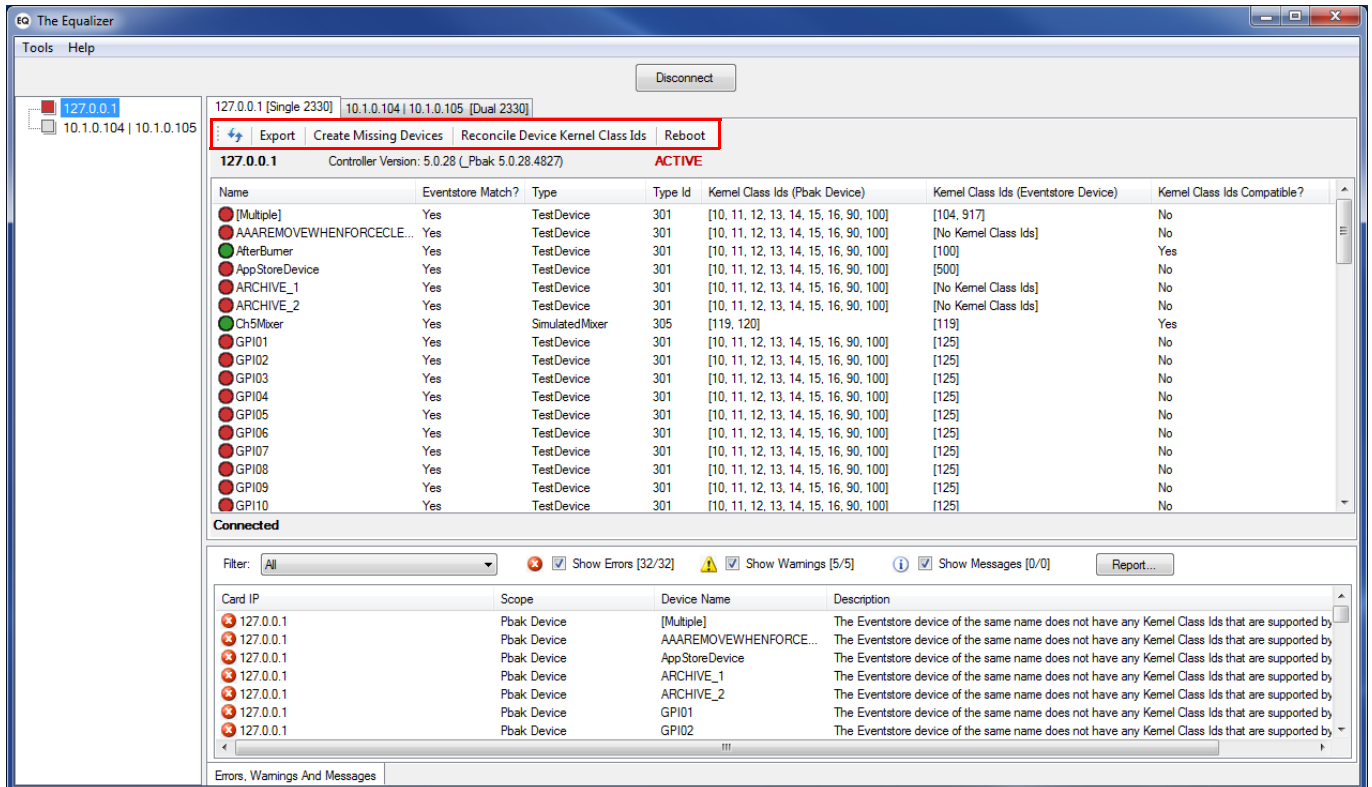 EQ The Equalizer
Tools Help
Disconnect
127.0.0.1
10.1.0.104 | 10.1.0.105
127.0.0.1 [Single 2330] 10.1.0.104 | 10.1.0.105 [Dual 2330]
Export Create Missing Devices Reconcile Device Kernel Class Ids Reboot
127.0.0.1 Controller Version: 5.0.28 (_Pbak 5.0.28.4827) ACTIVE
Name Eventstore Match? Type Type Id Kernel Class Ids (Pbak Device) Kernel Class Ids (Eventstore Device) Kernel Class Ids Compatible?
[Multiple] Yes TestDevice 301 [10, 11, 12, 13, 14, 15, 16, 90, 100] [104, 917] No
AAAREMOVEWHENFORCECLE... Yes TestDevice 301 [10, 11, 12, 13, 14, 15, 16, 90, 100] [No Kernel Class Ids] No
AfterBurner Yes TestDevice 301 [10, 11, 12, 13, 14, 15, 16, 90, 100] [100] Yes
AppStoreDevice Yes TestDevice 301 [10, 11, 12, 13, 14, 15, 16, 90, 100] [500] No
ARCHIVE_1 Yes TestDevice 301 [10, 11, 12, 13, 14, 15, 16, 90, 100] [No Kernel Class Ids] No
ARCHIVE_2 Yes TestDevice 301 [10, 11, 12, 13, 14, 15, 16, 90, 100] [No Kernel Class Ids] No
Ch5Mixer Yes SimulatedMixer 305 [119, 120] [119] Yes
GPI01 Yes TestDevice 301 [10, 11, 12, 13, 14, 15, 16, 90, 100] [125] No
GPI02 Yes TestDevice 301 [10, 11, 12, 13, 14, 15, 16, 90, 100] [125] No
GPI03 Yes TestDevice 301 [10, 11, 12, 13, 14, 15, 16, 90, 100] [125] No
GPI04 Yes TestDevice 301 [10, 11, 12, 13, 14, 15, 16, 90, 100] [125] No
GPI05 Yes TestDevice 301 [10, 11, 12, 13, 14, 15, 16, 90, 100] [125] No
GPI06 Yes TestDevice 301 [10, 11, 12, 13, 14, 15, 16, 90, 100] [125] No
GPI07 Yes TestDevice 301 [10, 11, 12, 13, 14, 15, 16, 90, 100] [125] No
GPI08 Yes TestDevice 301 [10, 11, 12, 13, 14, 15, 16, 90, 100] [125] No
GPI09 Yes TestDevice 301 [10, 11, 12, 13, 14, 15, 16, 90, 100] [125] No
GPI10 Yes TestDevice 301 [10, 11, 12, 13, 14, 15, 16, 90, 100] [125] No
Connected
Filter: All Show Errors [32/32] Show Warnings [5/5] Show Messages [0/0] Report...
Card IP Scope Device Name Description
127.0.0.1 Pbak Device [Multiple] The Eventstore device of the same name does not have any Kernel Class Ids that are supported by
127.0.0.1 Pbak Device AAAREMOVEWHENFORCE... The Eventstore device of the same name does not have any Kernel Class Ids that are supported by
127.0.0.1 Pbak Device AppStoreDevice The Eventstore device of the same name does not have any Kernel Class Ids that are supported by
127.0.0.1 Pbak Device ARCHIVE_1 The Eventstore device of the same name does not have any Kernel Class Ids that are supported by
127.0.0.1 Pbak Device ARCHIVE_2 The Eventstore device of the same name does not have any Kernel Class Ids that are supported by
127.0.0.1 Pbak Device GPI01 The Eventstore device of the same name does not have any Kernel Class Ids that are supported by
127.0.0.1 Pbak Device GPI02 The Eventstore device of the same name does not have any Kernel Class Ids that are supported by
Errors, Warnings And Messages